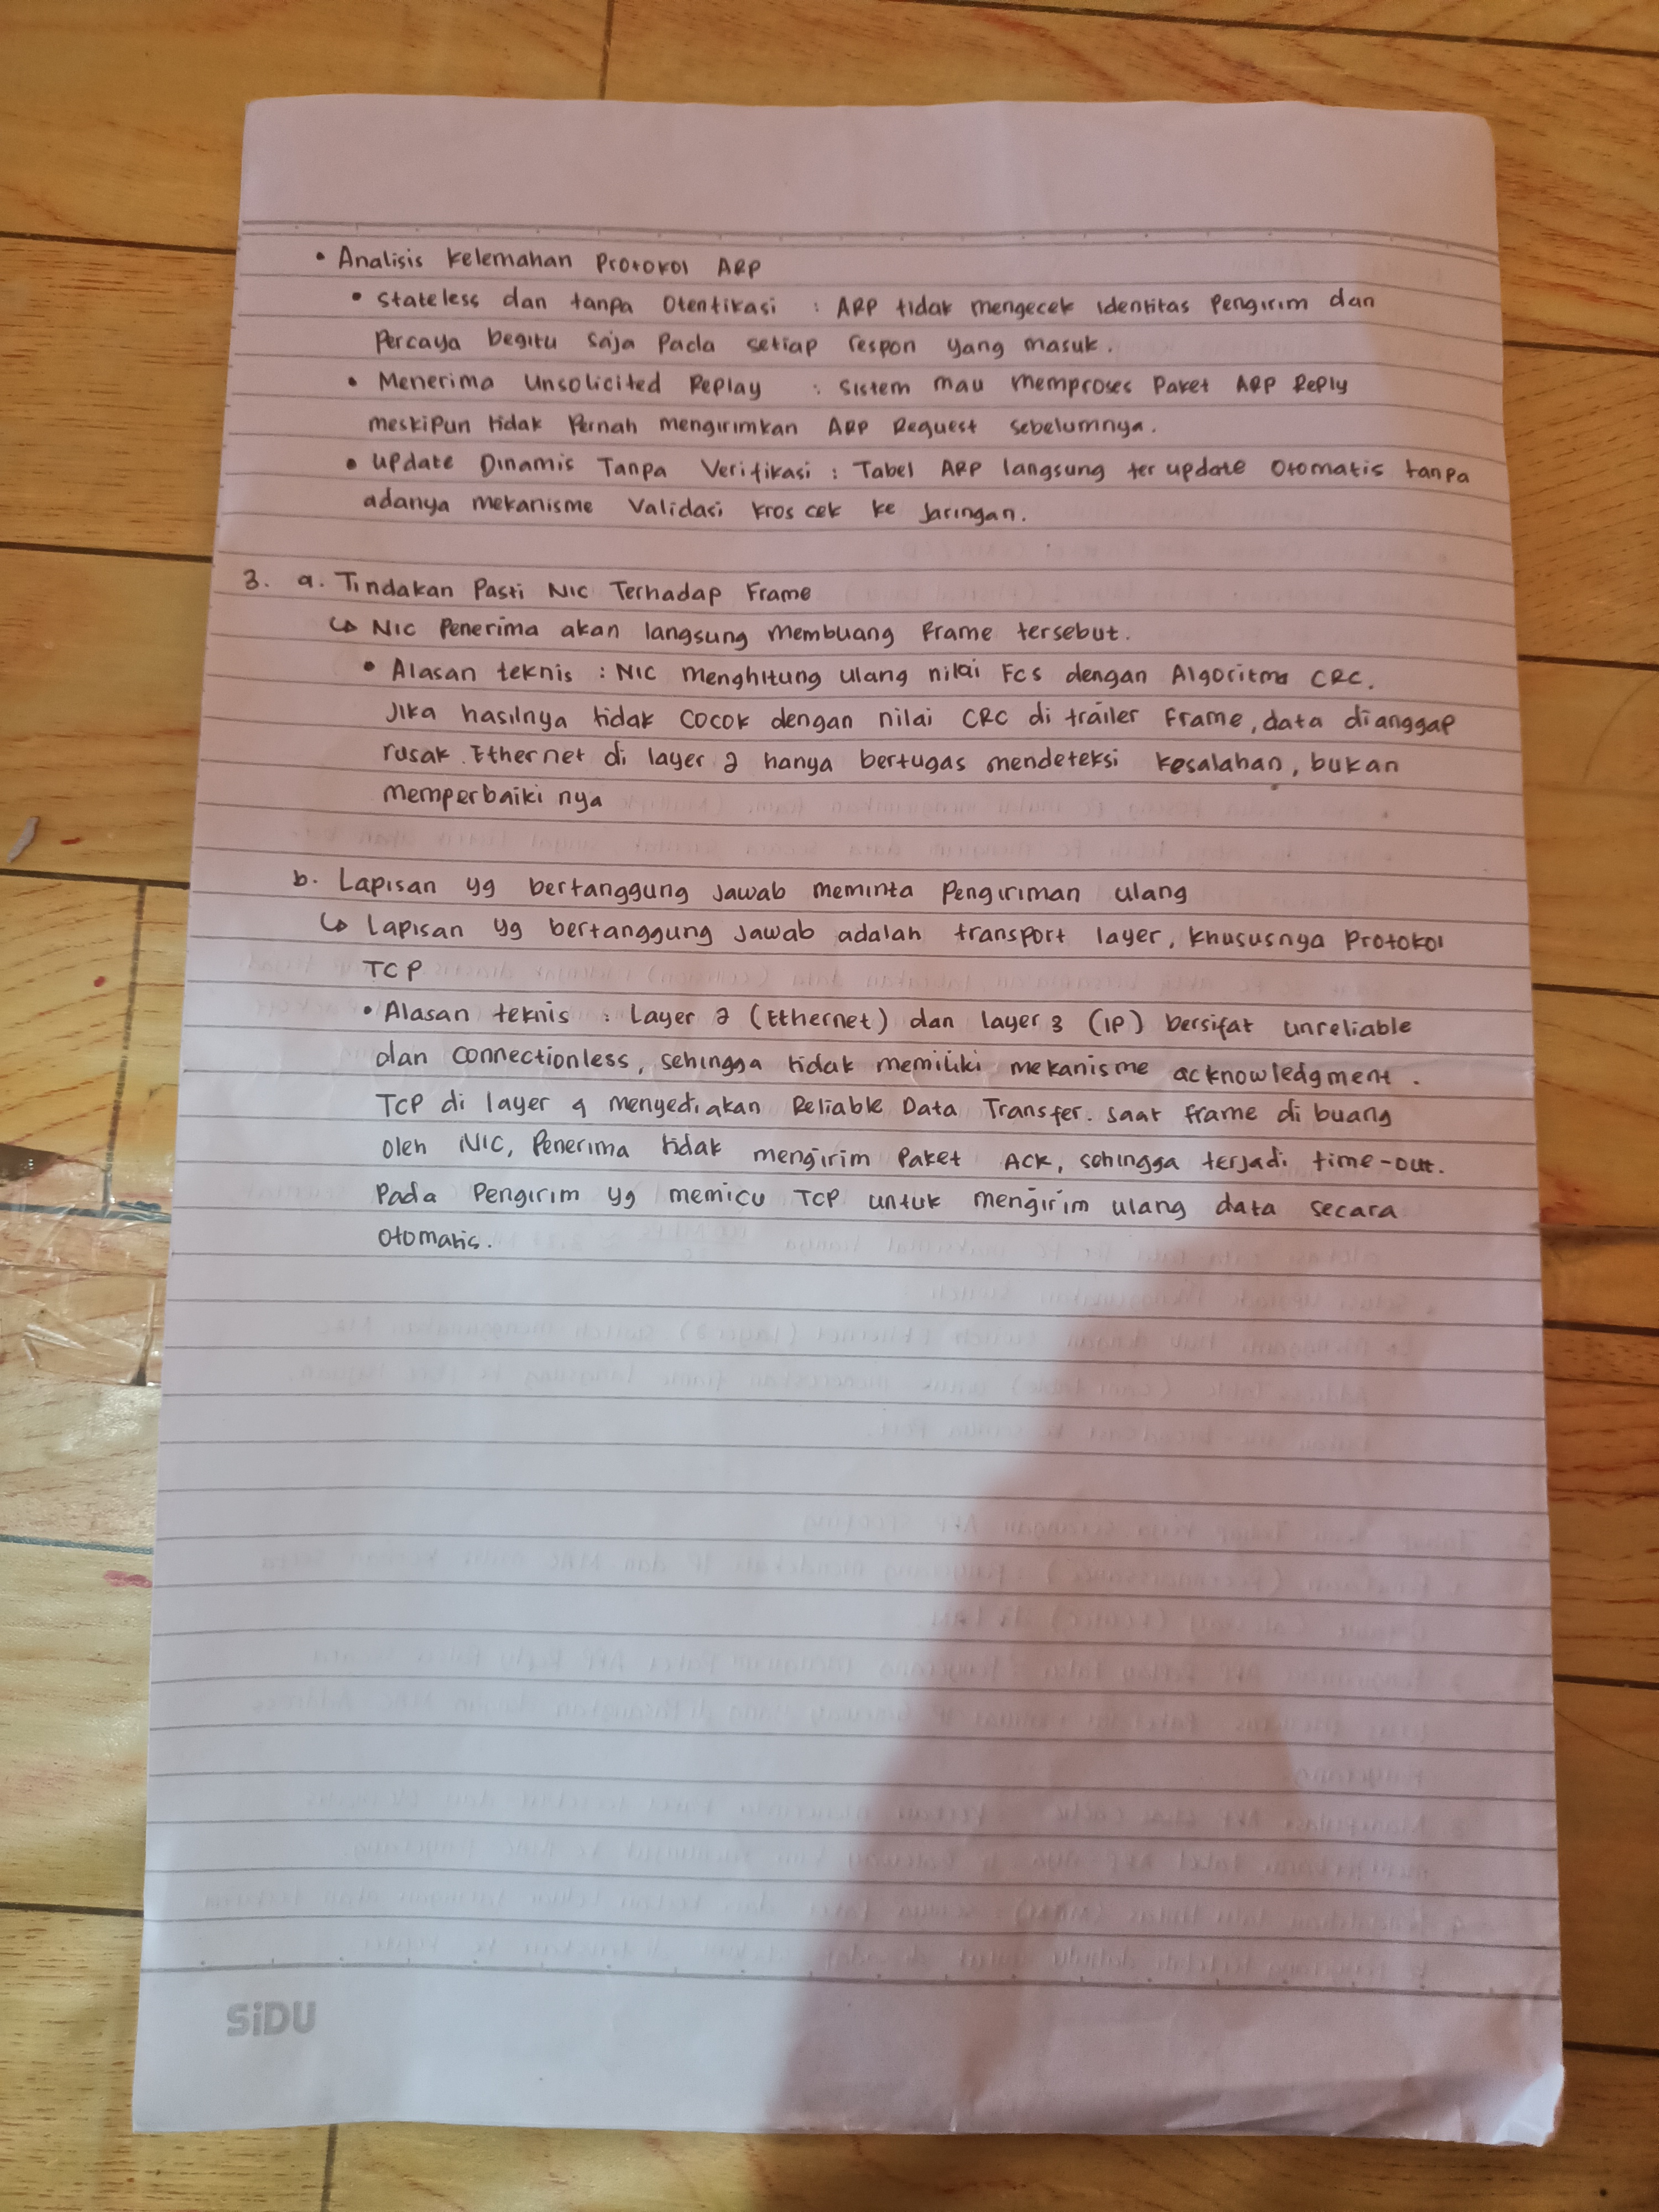 • Analisis kelemahan Protokol ARP
• Stateless dan tanpa Otentikasi : ARP tidak mengecek identitas Pengirim dan
Percaya begitu saja Pada setiap respon yang masuk.
• Menerima Unsolicited Replay : Sistem mau memproses Paket ARP Reply
meskipun tidak Pernah mengirimkan ARP Request sebelumnya.
• Update Dinamis Tanpa Verifikasi : Tabel ARP langsung ter update otomatis tanpa
adanya mekanisme Validasi kros cek ke Jaringan.
3. a. Tindakan Pasti NIC Terhadap Frame
↳ NIC Penerima akan langsung membuang Frame tersebut.
• Alasan teknis : NIC menghitung ulang nilai FCS dengan Algoritma CRC.
Jika hasilnya tidak cocok dengan nilai CRC di trailer Frame, data dianggap
rusak. Ethernet di layer 2 hanya bertugas mendeteksi kesalahan, bukan
memperbaiki nya
b. Lapisan yg bertanggung Jawab meminta Pengiriman ulang
↳ Lapisan yg bertanggung Jawab adalah transport layer, khususnya Protokol
TCP
• Alasan teknis : Layer 2 (Ethernet) dan layer 3 (IP) bersifat unreliable
dan connectionless, sehingga tidak memiliki mekanisme acknowledgment.
TCP di layer 4 menyediakan Reliable Data Transfer. Saat frame di buang
oleh NIC, Penerima tidak mengirim Paket ACK, sehingga terjadi time-out.
Pada Pengirim yg memicu TCP untuk mengirim ulang data secara
otomatis.
SiDU